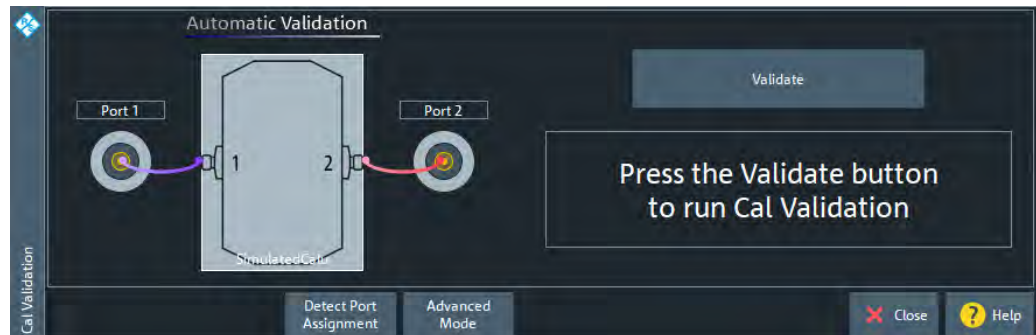 Automatic Validation
Port 1
Port 2
1
2
SimulatedCalu
Validate
Press the Validate button
to run Cal Validation
Cal Validation
Detect Port
Assignment
Advanced
Mode
Close
? Help